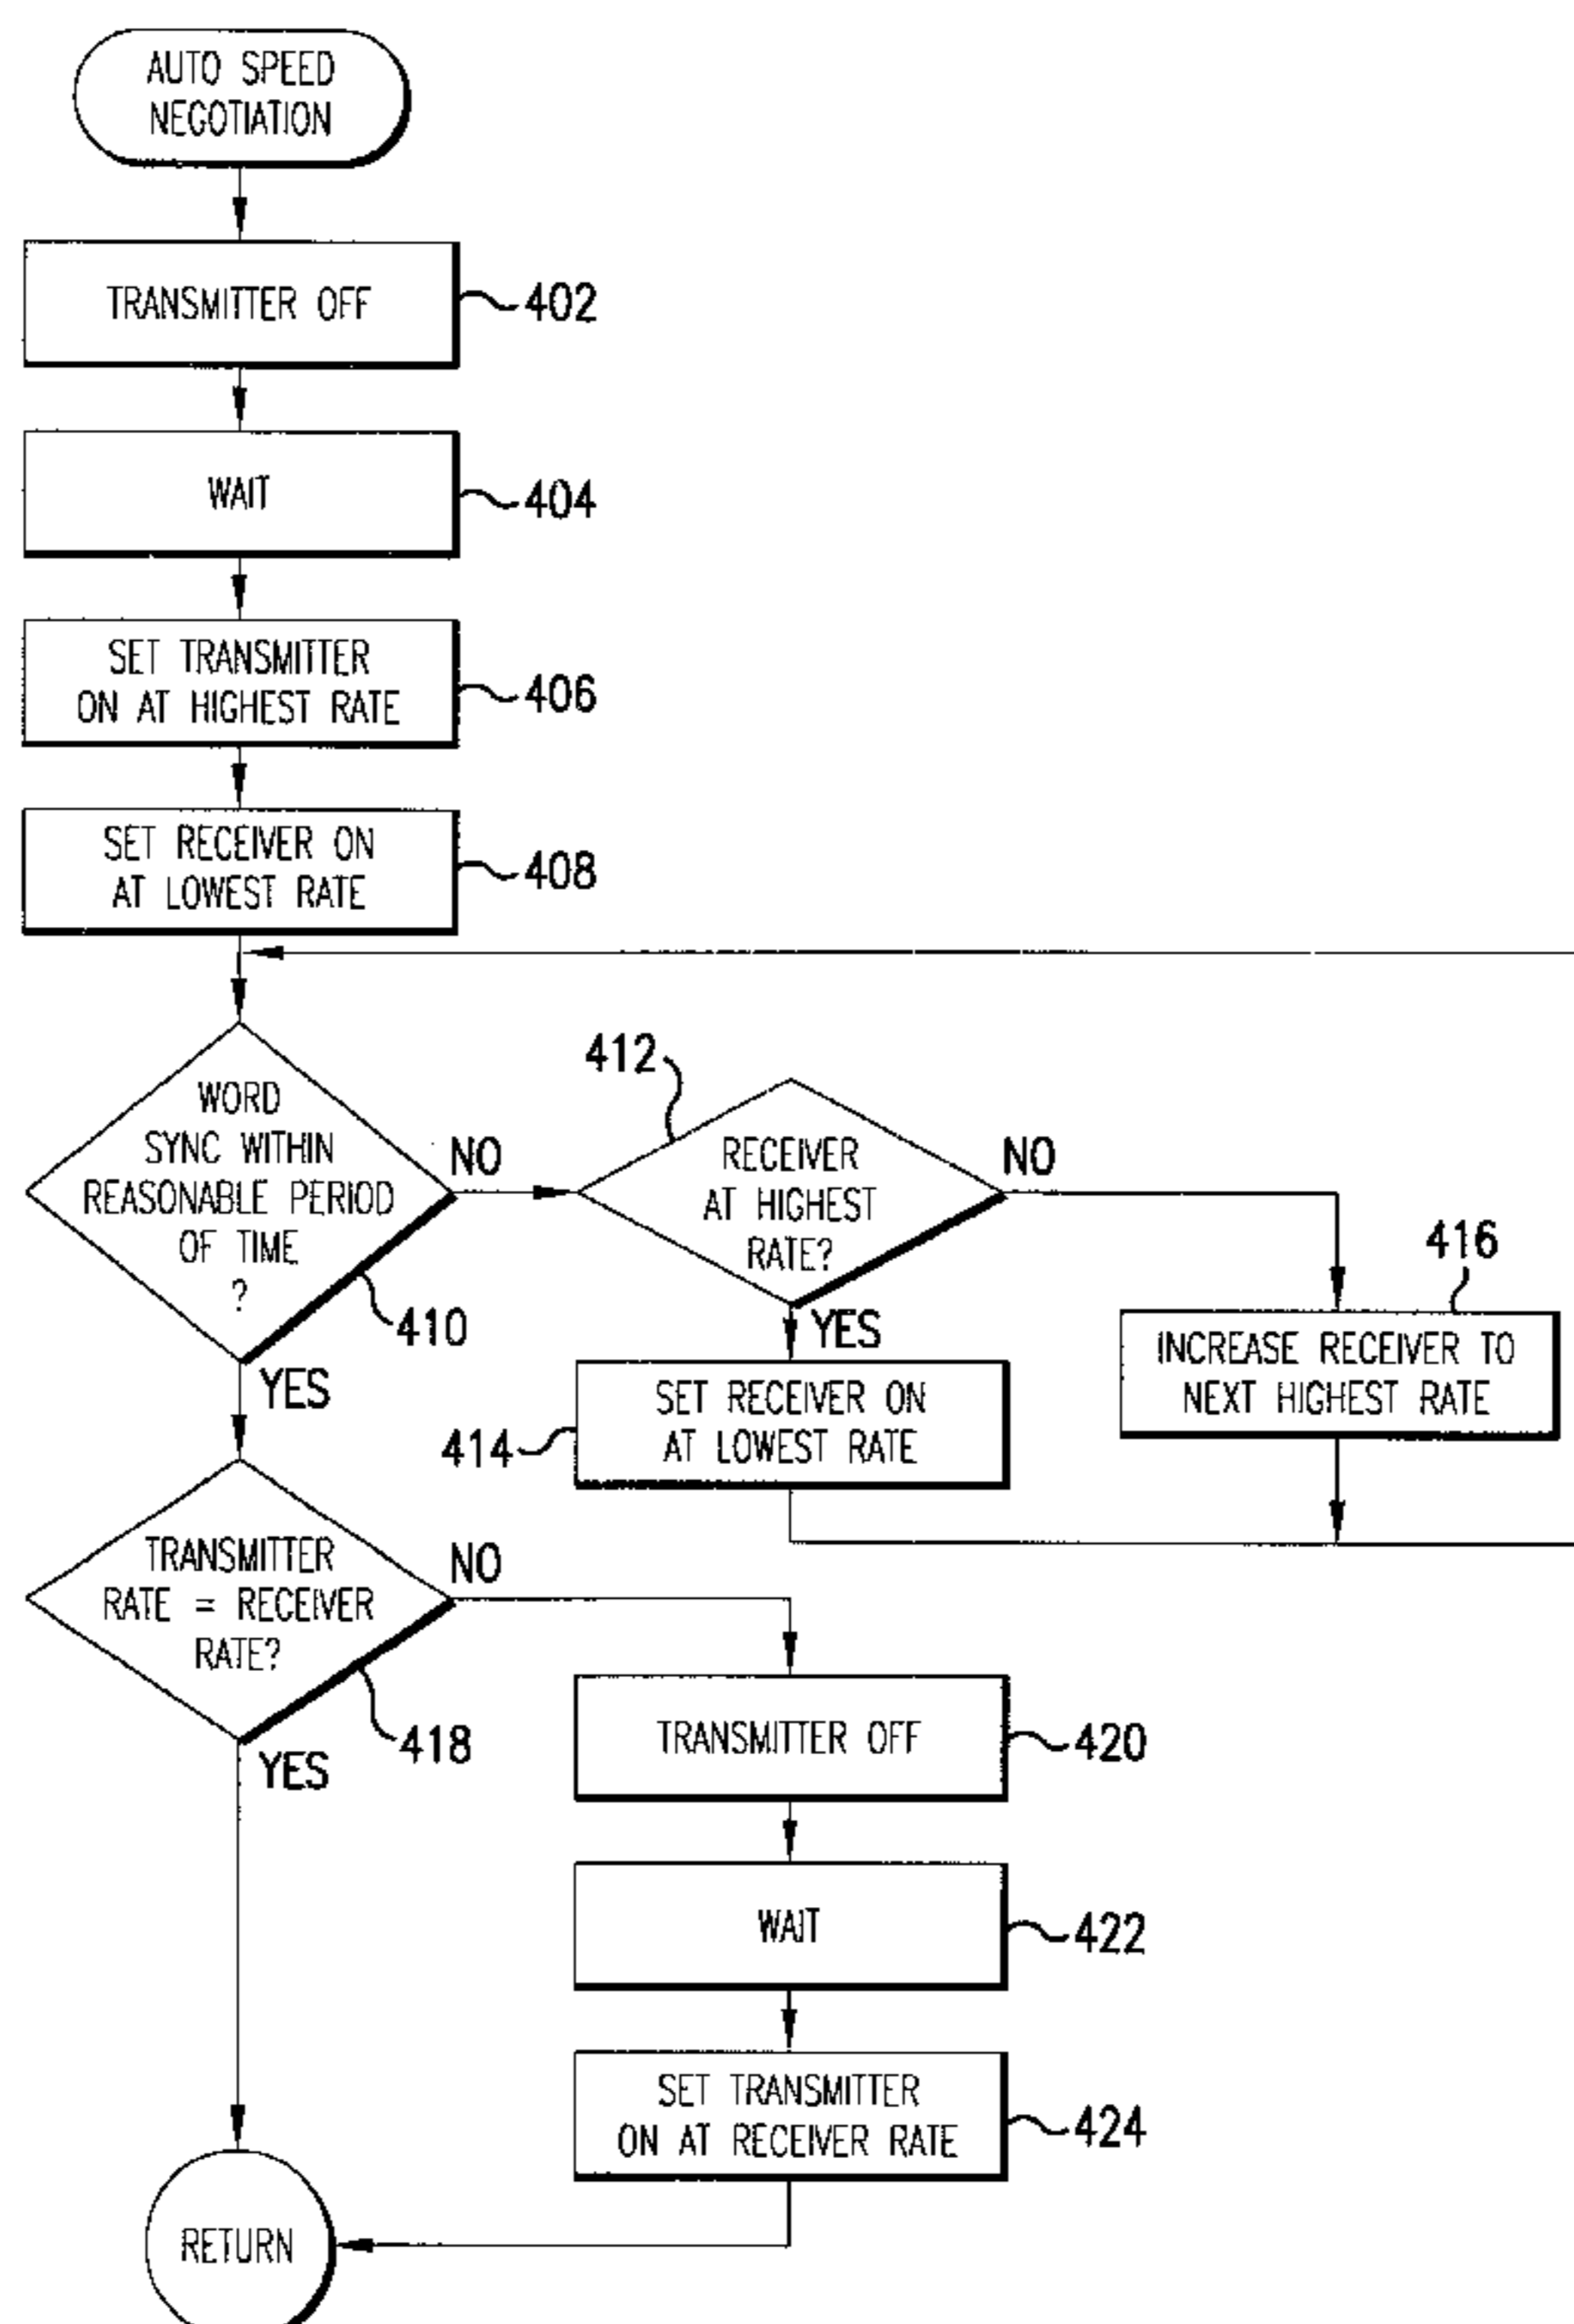 AUTO SPEED
NEGOTIATION
TRANSMITTER OFF
402
WAIT
404
SET TRANSMITTER
ON AT HIGHEST RATE
406
SET RECEIVER ON
AT LOWEST RATE
408
WORD
SYNC WITHIN
REASONABLE PERIOD
OF TIME
?
410
NO
YES
412
RECEIVER
AT HIGHEST
RATE?
NO
YES
416
INCREASE RECEIVER TO
NEXT HIGHEST RATE
SET RECEIVER ON
AT LOWEST RATE
414
TRANSMITTER
RATE = RECEIVER
RATE?
418
NO
YES
TRANSMITTER OFF
420
WAIT
422
SET TRANSMITTER
ON AT RECEIVER RATE
424
RETURN